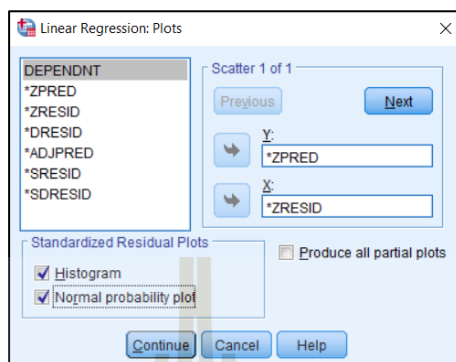 Linear Regression: Plots
DEPENDNT
*ZPRED
*ZRESID
*DRESID
*ADJPRED
*SRESID
*SDRESID
Scatter 1 of 1
Previous
Next
Y:
*ZPRED
X:
*ZRESID
Standardized Residual Plots
Histogram
Normal probability plot
Produce all partial plots
Continue
Cancel
Help